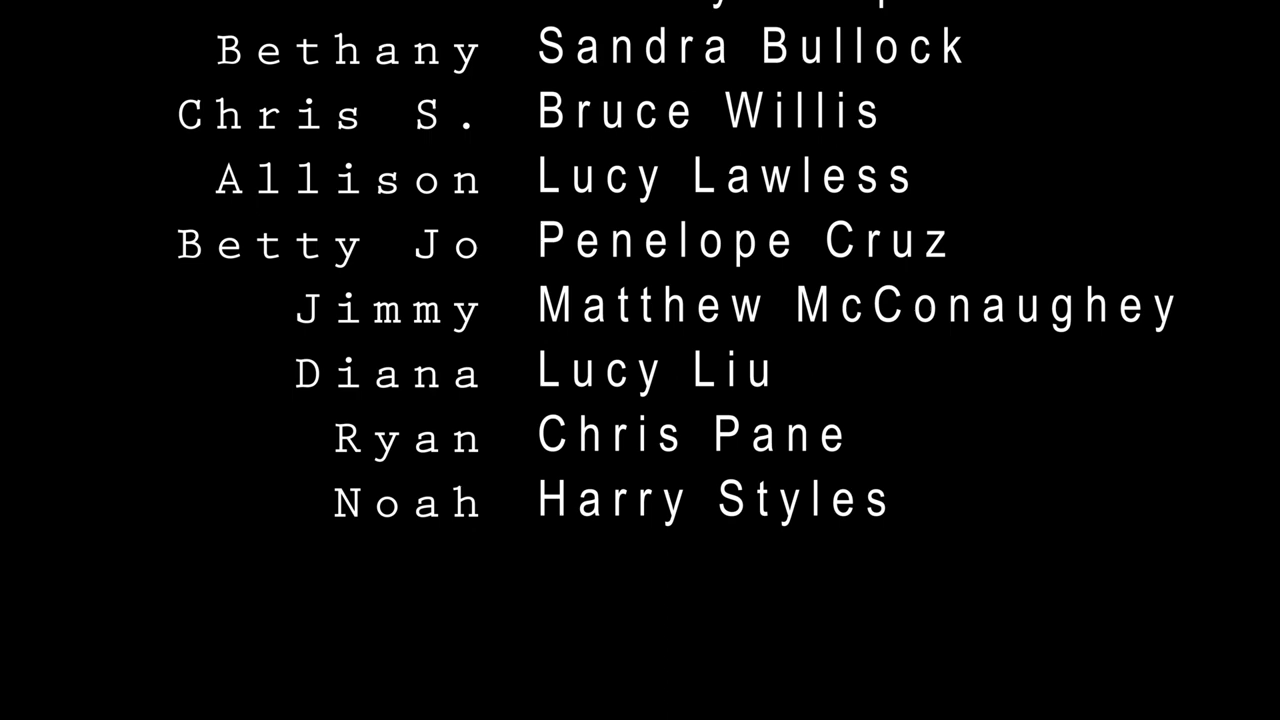 Bethany Sandra Bullock
Chris S. Bruce Willis
Allison Lucy Lawless
Betty Jo Penelope Cruz
Jimmy Matthew McConaughey
Diana Lucy Liu
Ryan Chris Pane
Noah Harry Styles